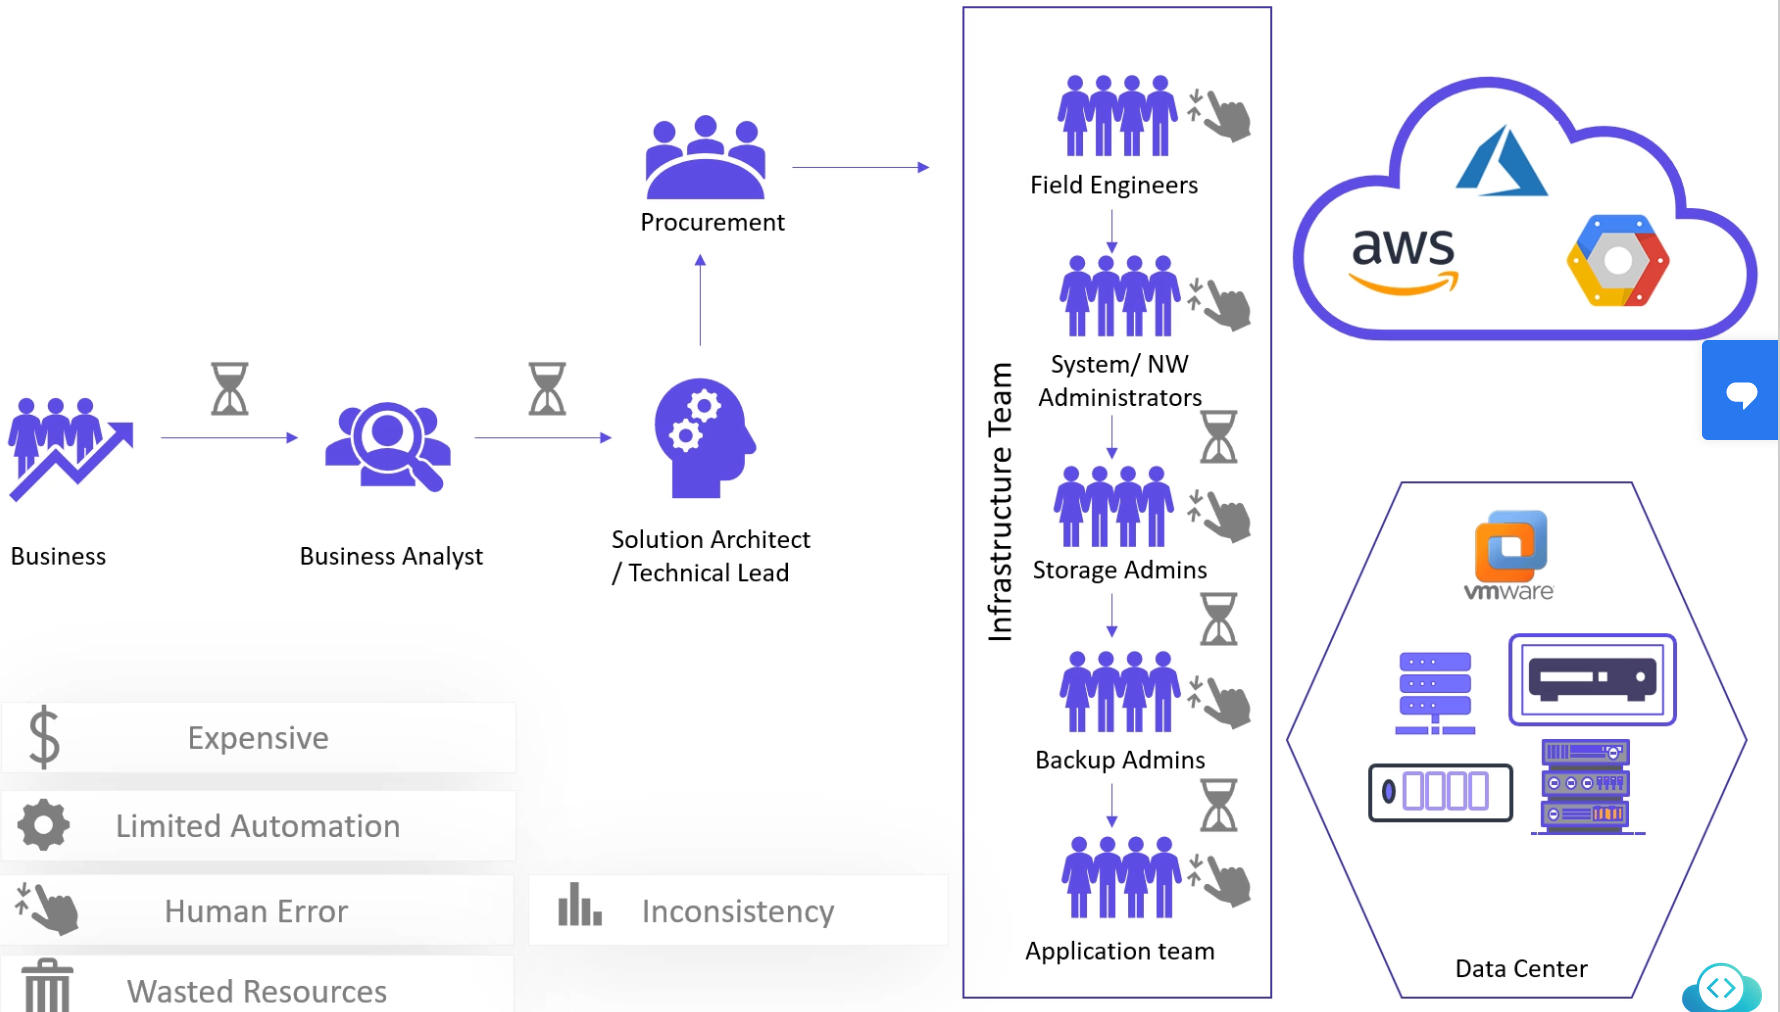 Business
Business Analyst
Solution Architect
/ Technical Lead
Procurement
Infrastructure Team
Field Engineers
System/ NW
Administrators
Storage Admins
Backup Admins
Application team
aws
vmware
Data Center
$
Expensive
Limited Automation
Human Error
Inconsistency
Wasted Resources